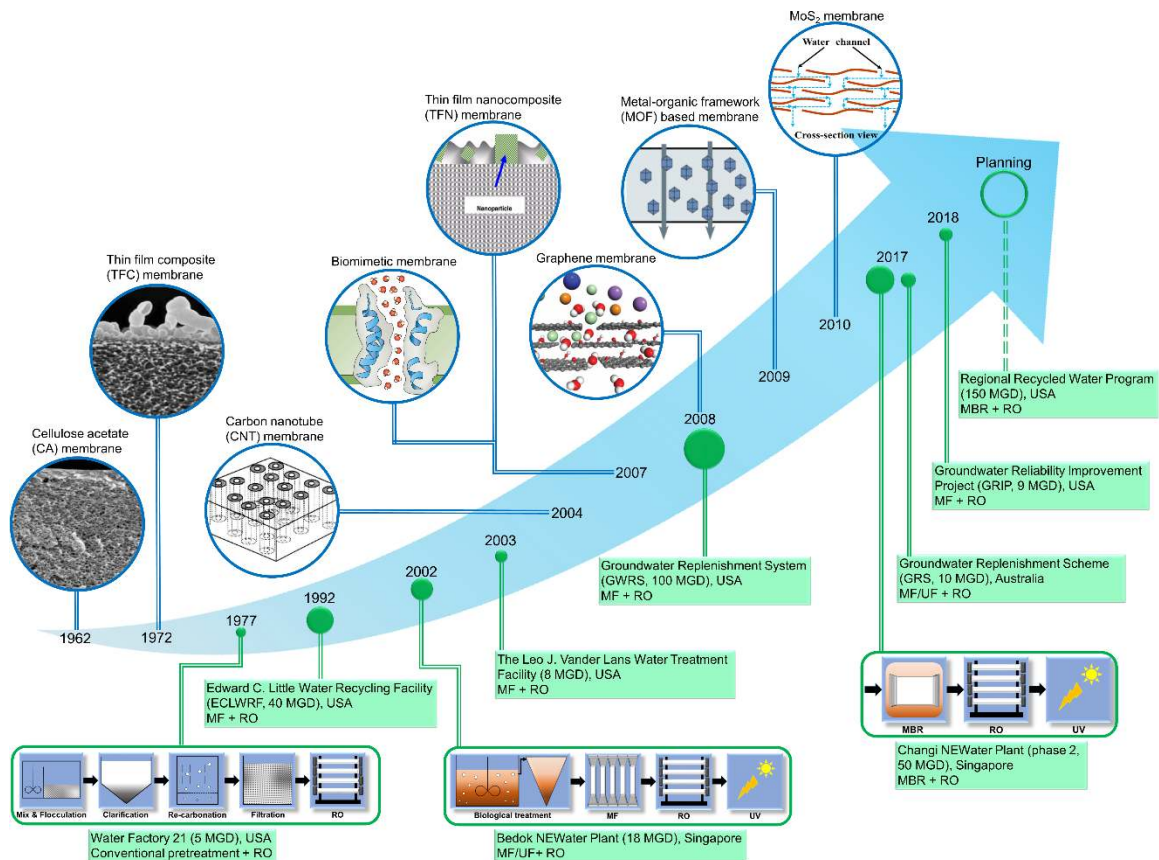 MoS₂ membrane
Water channel
Cross-section view
Thin film nanocomposite
(TFN) membrane
Nanoparticle
Metal-organic framework
(MOF) based membrane
Planning
2018
2017
Thin film composite
(TFC) membrane
Biomimetic membrane
Graphene membrane
2010
2009
2008
2007
2004
Cellulose acetate
(CA) membrane
Carbon nanotube
(CNT) membrane
Regional Recycled Water Program
(150 MGD), USA
MBR + RO
Groundwater Reliability Improvement
Project (GRIP, 9 MGD), USA
MF + RO
Groundwater Replenishment System
(GWRS, 100 MGD), USA
MF + RO
Groundwater Replenishment Scheme
(GRS, 10 MGD), Australia
MF/UF + RO
2003
2002
1992
1977
1962
1972
The Leo J. Vander Lans Water Treatment
Facility (8 MGD), USA
MF + RO
Edward C. Little Water Recycling Facility
(ECLWRF, 40 MGD), USA
MF + RO
MBR
RO
UV
Changi NEWater Plant (phase 2,
50 MGD), Singapore
MBR + RO
Mix & Flocculation
Clarification
Re-carbonation
Filtration
RO
Water Factory 21 (5 MGD), USA
Conventional pretreatment + RO
Biological treatment
MF
RO
UV
Bedok NEWater Plant (18 MGD), Singapore
MF/UF+ RO